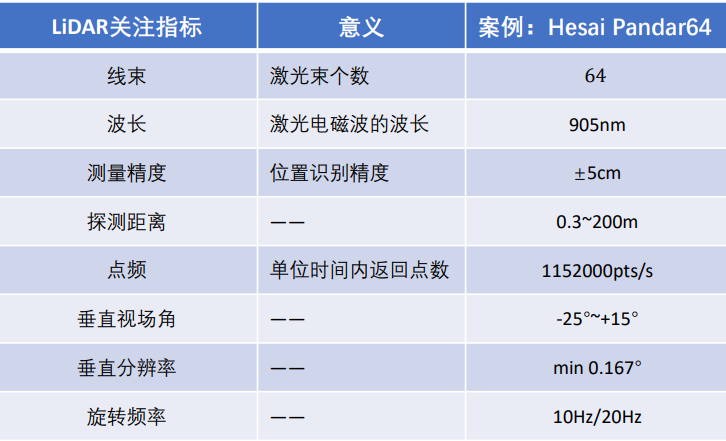 LiDAR关注指标 意义 案例：Hesai Pandar64
线束 激光束个数 64
波长 激光电磁波的波长 905nm
测量精度 位置识别精度 ±5cm
探测距离 —— 0.3~200m
点频 单位时间内返回点数 1152000pts/s
垂直视场角 —— -25°~+15°
垂直分辨率 —— min 0.167°
旋转频率 —— 10Hz/20Hz